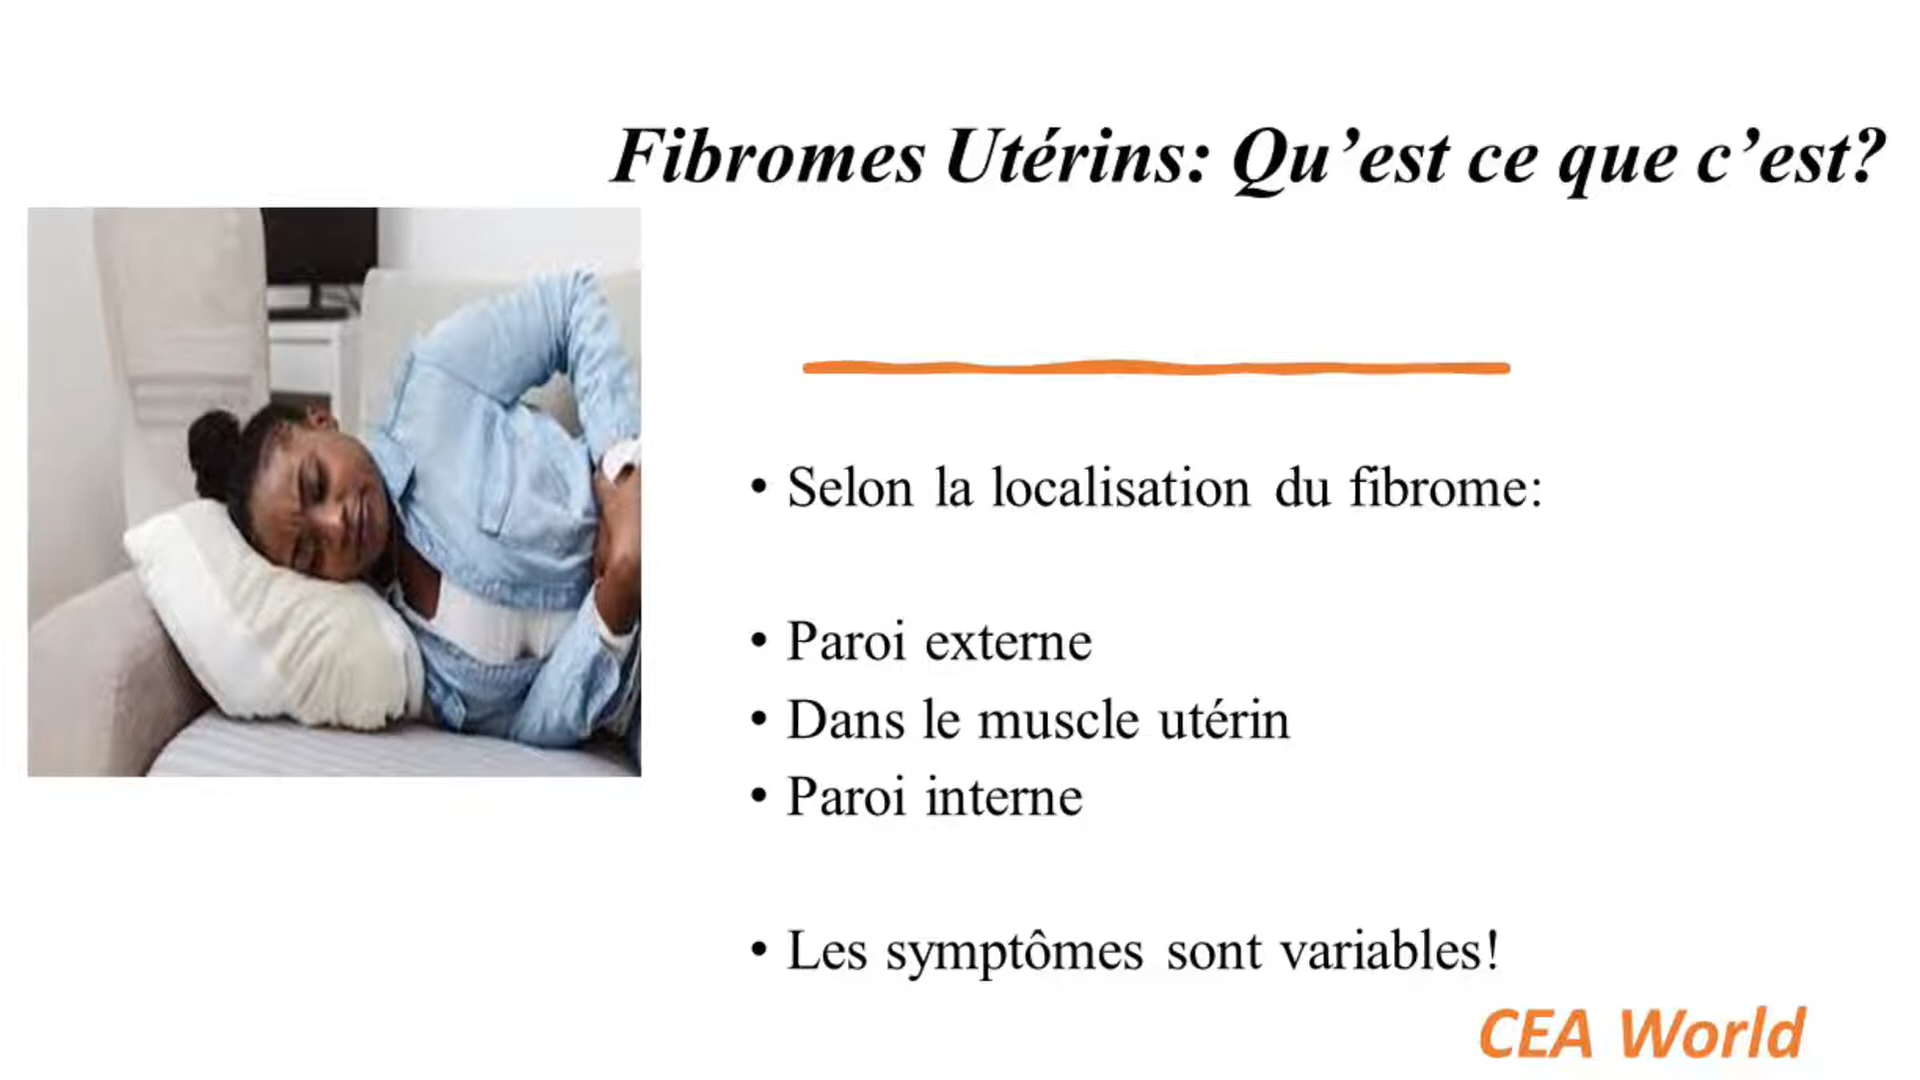 Fibromes Utérins: Qu’est ce que c’est?
• Selon la localisation du fibrome:
• Paroi externe
• Dans le muscle utérin
• Paroi interne
• Les symptômes sont variables!
CEA World